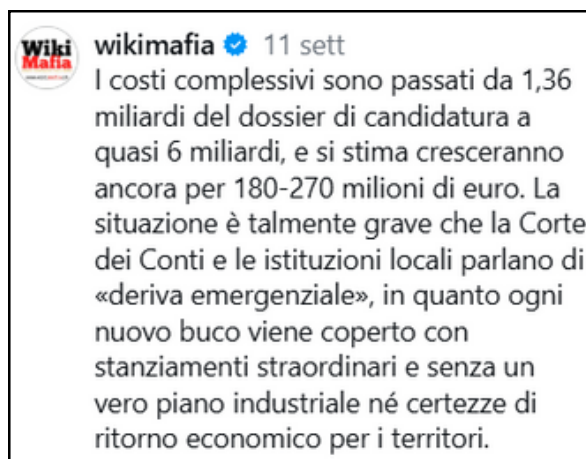 Wiki
Mafia
wikimafia 11 sett
I costi complessivi sono passati da 1,36
miliardi del dossier di candidatura a
quasi 6 miliardi, e si stima cresceranno
ancora per 180-270 milioni di euro. La
situazione è talmente grave che la Corte
dei Conti e le istituzioni locali parlano di
«deriva emergenziale», in quanto ogni
nuovo buco viene coperto con
stanziamenti straordinari e senza un
vero piano industriale né certezze di
ritorno economico per i territori.